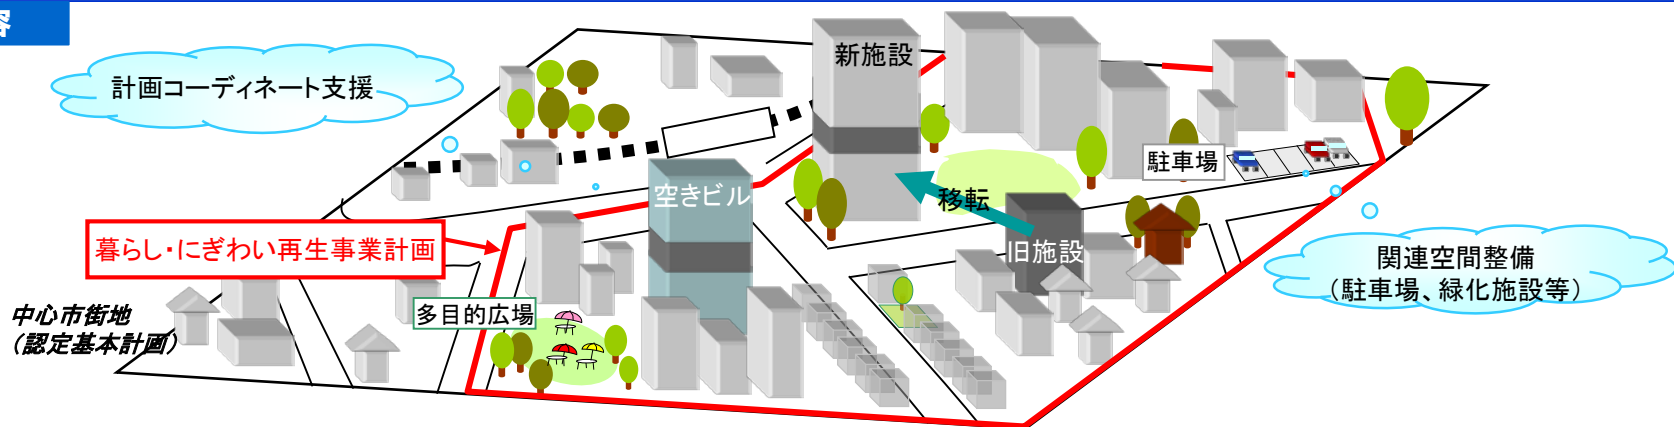 容
計画コーディネート支援
新施設
駐車場
空きビル
移転
旧施設
暮らし・にぎわい再生事業計画
関連空間整備
（駐車場、緑化施設等）
多目的広場
中心市街地
（認定基本計画）